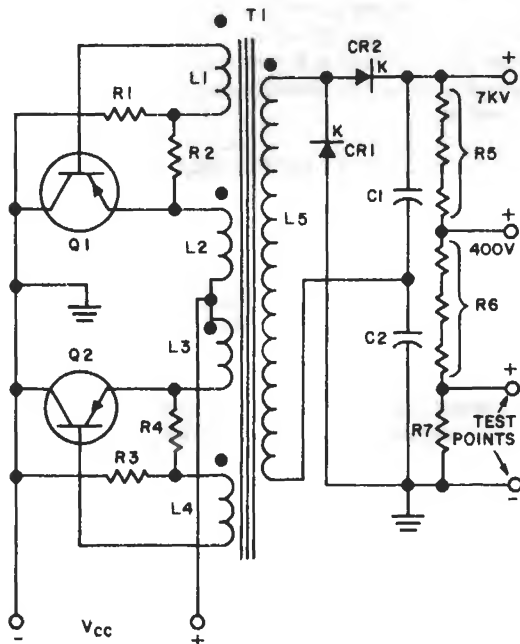 T1
CR2
K
+
7KV
L1
R1
R2
K
CR1
R5
C1
Q1
L2
L5
+
400V
R6
Q2
L3
C2
R4
+
TEST
POINTS
R7
R3
L4
-
-
VCC
+